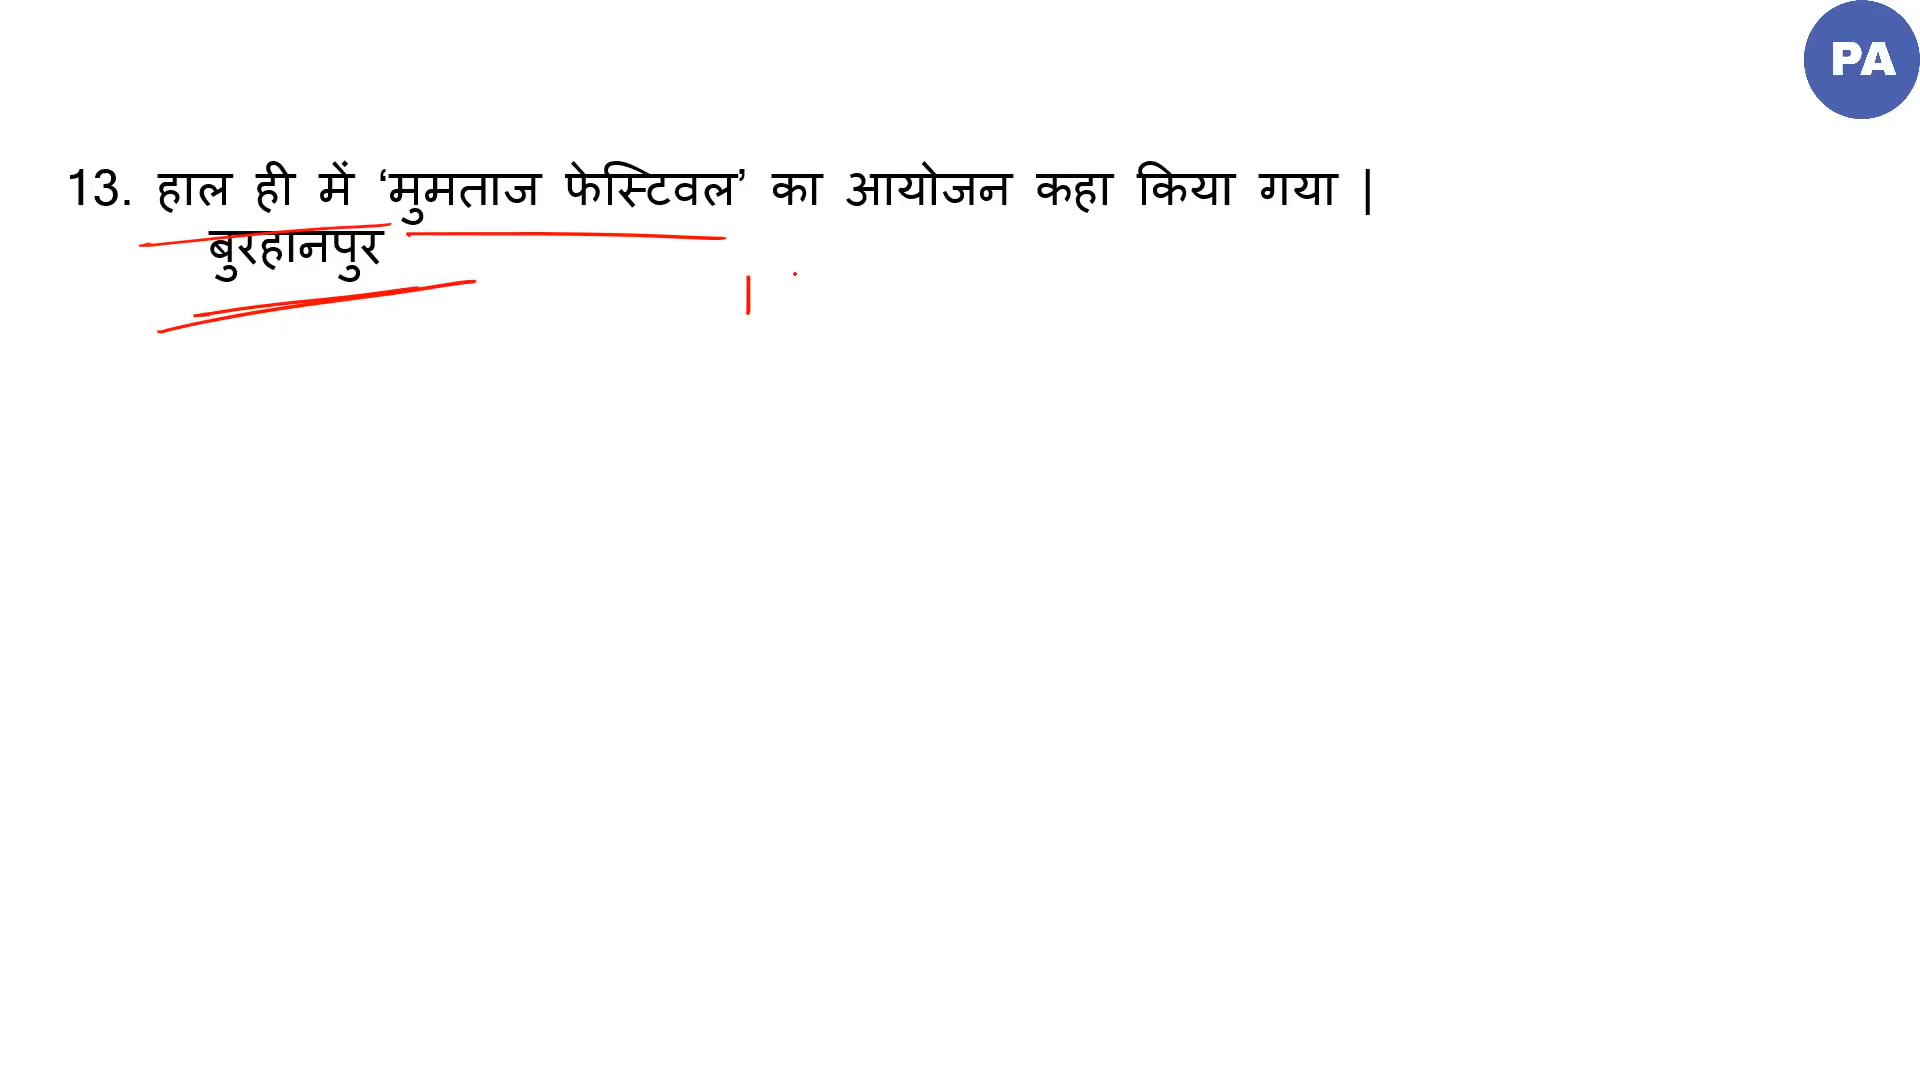 PA
13. हाल ही में ‘मुमताज फेस्टिवल’ का आयोजन कहा किया गया |
बुरहानपुर